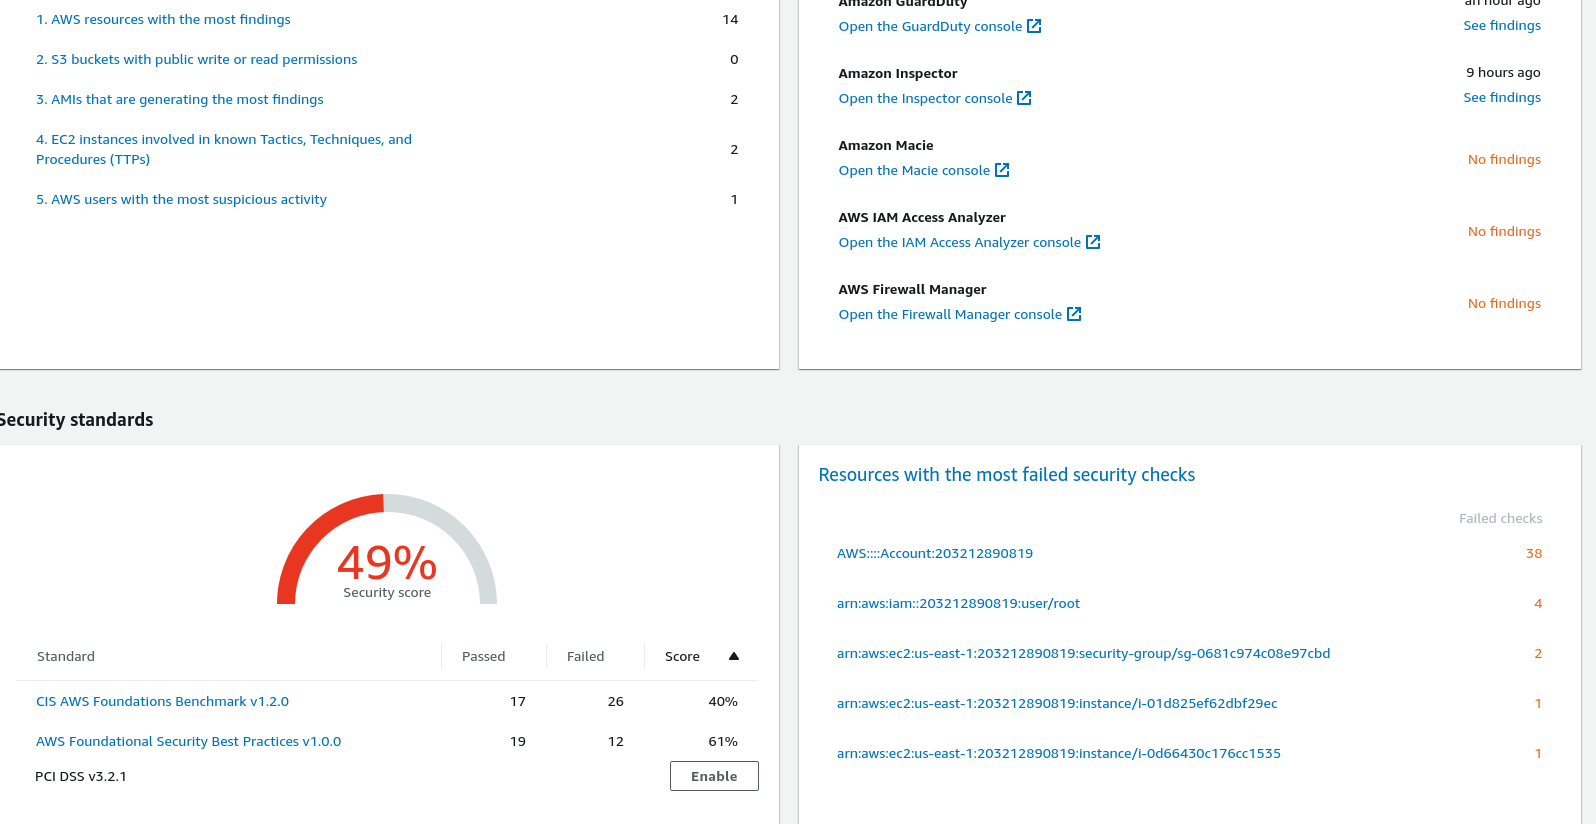 1. AWS resources with the most findings 14
2. S3 buckets with public write or read permissions 0
3. AMIs that are generating the most findings 2
4. EC2 instances involved in known Tactics, Techniques, and
Procedures (TTPs) 2
5. AWS users with the most suspicious activity 1
Amazon GuardDuty an hour ago
Open the GuardDuty console See findings
Amazon Inspector 9 hours ago
Open the Inspector console See findings
Amazon Macie
Open the Macie console No findings
AWS IAM Access Analyzer
Open the IAM Access Analyzer console No findings
AWS Firewall Manager
Open the Firewall Manager console No findings
Security standards
49%
Security score
Standard Passed Failed Score
CIS AWS Foundations Benchmark v1.2.0 17 26 40%
AWS Foundational Security Best Practices v1.0.0 19 12 61%
PCI DSS v3.2.1 Enable
Resources with the most failed security checks
Failed checks
AWS::::Account:203212890819 38
arn:aws:iam::203212890819:user/root 4
arn:aws:ec2:us-east-1:203212890819:security-group/sg-0681c974c08e97cbd 2
arn:aws:ec2:us-east-1:203212890819:instance/i-01d825ef62dbf29ec 1
arn:aws:ec2:us-east-1:203212890819:instance/i-0d66430c176cc1535 1